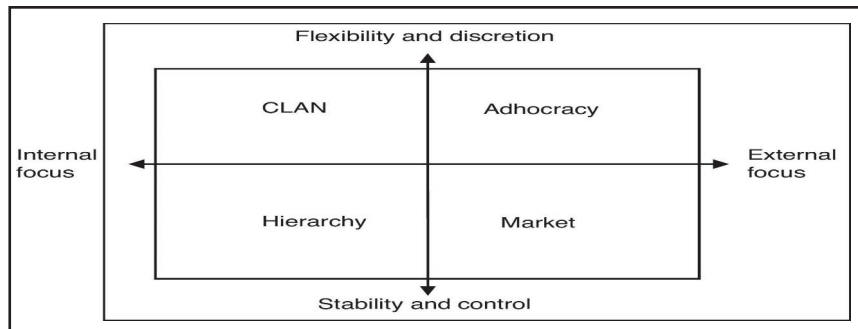 Flexibility and discretion
CLAN
Adhocracy
Internal
focus
External
focus
Hierarchy
Market
Stability and control